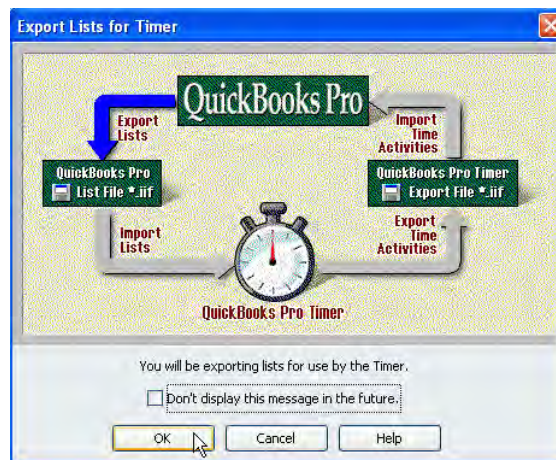 Export Lists for Timer
QuickBooks Pro
Export
Lists
Import
Time
Activities
QuickBooks Pro
List File *.iif
QuickBooks Pro Timer
Export File *.iif
Import
Lists
Export
Time
Activities
QuickBooks Pro Timer
You will be exporting lists for use by the Timer.
Don't display this message in the future.
OK
Cancel
Help